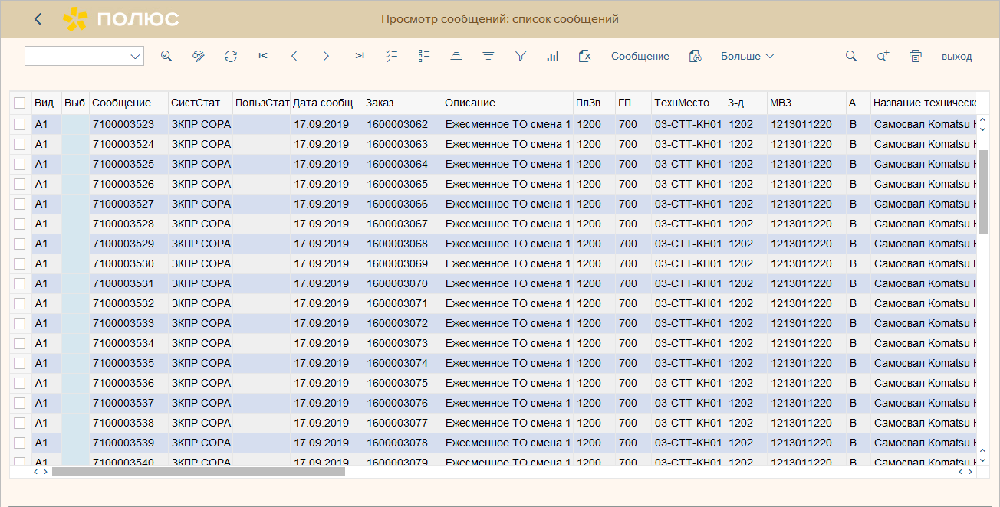 ПОЛЮС
Просмотр сообщений: список сообщений
Сообщение Больше выход
Вид Выб. Сообщение СистСтат ПользСтат Дата сообщ. Заказ Описание ПлЗв ГП ТехнМесто З-д МВЗ A Название техническо
A1 7100003523 ЗКПР СОРА 17.09.2019 1600003062 Ежесменное ТО смена 1 1200 700 03-СТТ-КН01 1202 1213011220 B Самосвал Komatsu H
A1 7100003524 ЗКПР СОРА 17.09.2019 1600003063 Ежесменное ТО смена 1 1200 700 03-СТТ-КН01 1202 1213011220 B Самосвал Komatsu H
A1 7100003525 ЗКПР СОРА 17.09.2019 1600003064 Ежесменное ТО смена 1 1200 700 03-СТТ-КН01 1202 1213011220 B Самосвал Komatsu H
A1 7100003526 ЗКПР СОРА 17.09.2019 1600003065 Ежесменное ТО смена 1 1200 700 03-СТТ-КН01 1202 1213011220 B Самосвал Komatsu H
A1 7100003527 ЗКПР СОРА 17.09.2019 1600003066 Ежесменное ТО смена 1 1200 700 03-СТТ-КН01 1202 1213011220 B Самосвал Komatsu H
A1 7100003528 ЗКПР СОРА 17.09.2019 1600003067 Ежесменное ТО смена 1 1200 700 03-СТТ-КН01 1202 1213011220 B Самосвал Komatsu H
A1 7100003529 ЗКПР СОРА 17.09.2019 1600003068 Ежесменное ТО смена 1 1200 700 03-СТТ-КН01 1202 1213011220 B Самосвал Komatsu H
A1 7100003530 ЗКПР СОРА 17.09.2019 1600003069 Ежесменное ТО смена 1 1200 700 03-СТТ-КН01 1202 1213011220 B Самосвал Komatsu H
A1 7100003531 ЗКПР СОРА 17.09.2019 1600003070 Ежесменное ТО смена 1 1200 700 03-СТТ-КН01 1202 1213011220 B Самосвал Komatsu H
A1 7100003532 ЗКПР СОРА 17.09.2019 1600003071 Ежесменное ТО смена 1 1200 700 03-СТТ-КН01 1202 1213011220 B Самосвал Komatsu H
A1 7100003533 ЗКПР СОРА 17.09.2019 1600003072 Ежесменное ТО смена 1 1200 700 03-СТТ-КН01 1202 1213011220 B Самосвал Komatsu H
A1 7100003534 ЗКПР СОРА 17.09.2019 1600003073 Ежесменное ТО смена 1 1200 700 03-СТТ-КН01 1202 1213011220 B Самосвал Komatsu H
A1 7100003535 ЗКПР СОРА 17.09.2019 1600003074 Ежесменное ТО смена 1 1200 700 03-СТТ-КН01 1202 1213011220 B Самосвал Komatsu H
A1 7100003536 ЗКПР СОРА 17.09.2019 1600003075 Ежесменное ТО смена 1 1200 700 03-СТТ-КН01 1202 1213011220 B Самосвал Komatsu H
A1 7100003537 ЗКПР СОРА 17.09.2019 1600003076 Ежесменное ТО смена 1 1200 700 03-СТТ-КН01 1202 1213011220 B Самосвал Komatsu H
A1 7100003538 ЗКПР СОРА 17.09.2019 1600003077 Ежесменное ТО смена 1 1200 700 03-СТТ-КН01 1202 1213011220 B Самосвал Komatsu H
A1 7100003539 ЗКПР СОРА 17.09.2019 1600003078 Ежесменное ТО смена 1 1200 700 03-СТТ-КН01 1202 1213011220 B Самосвал Komatsu H
A1 7100003540 ЗКПР СОРА 17.09.2019 1600003079 Ежесменное ТО смена 1 1200 700 03-СТТ-КН01 1202 1213011220 B Самосвал Komatsu H